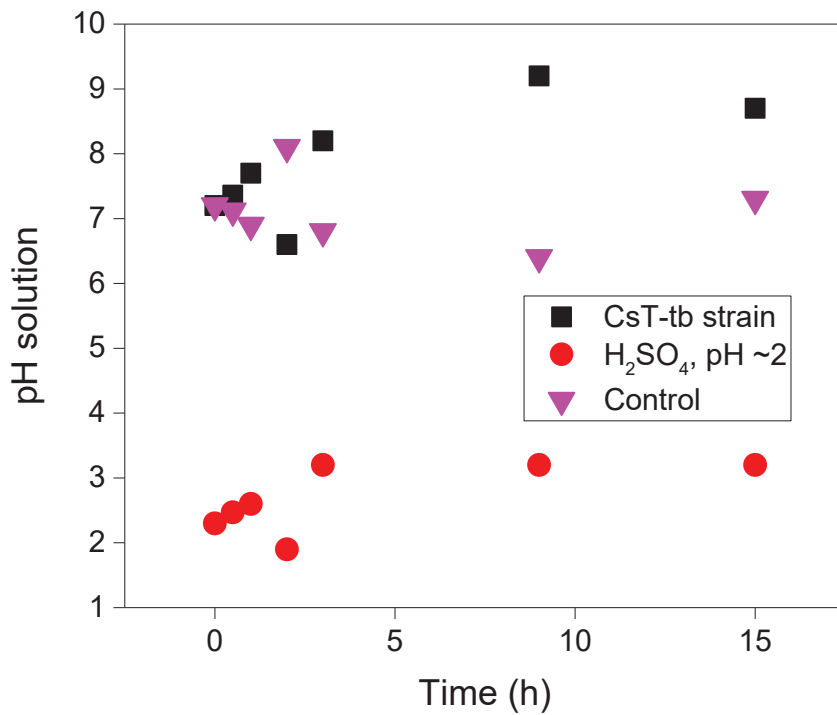 10
9
8
7
6
5
4
3
2
1
pH solution
CsT-tb strain
H₂SO₄, pH ~2
Control
0 5 10 15
Time (h)